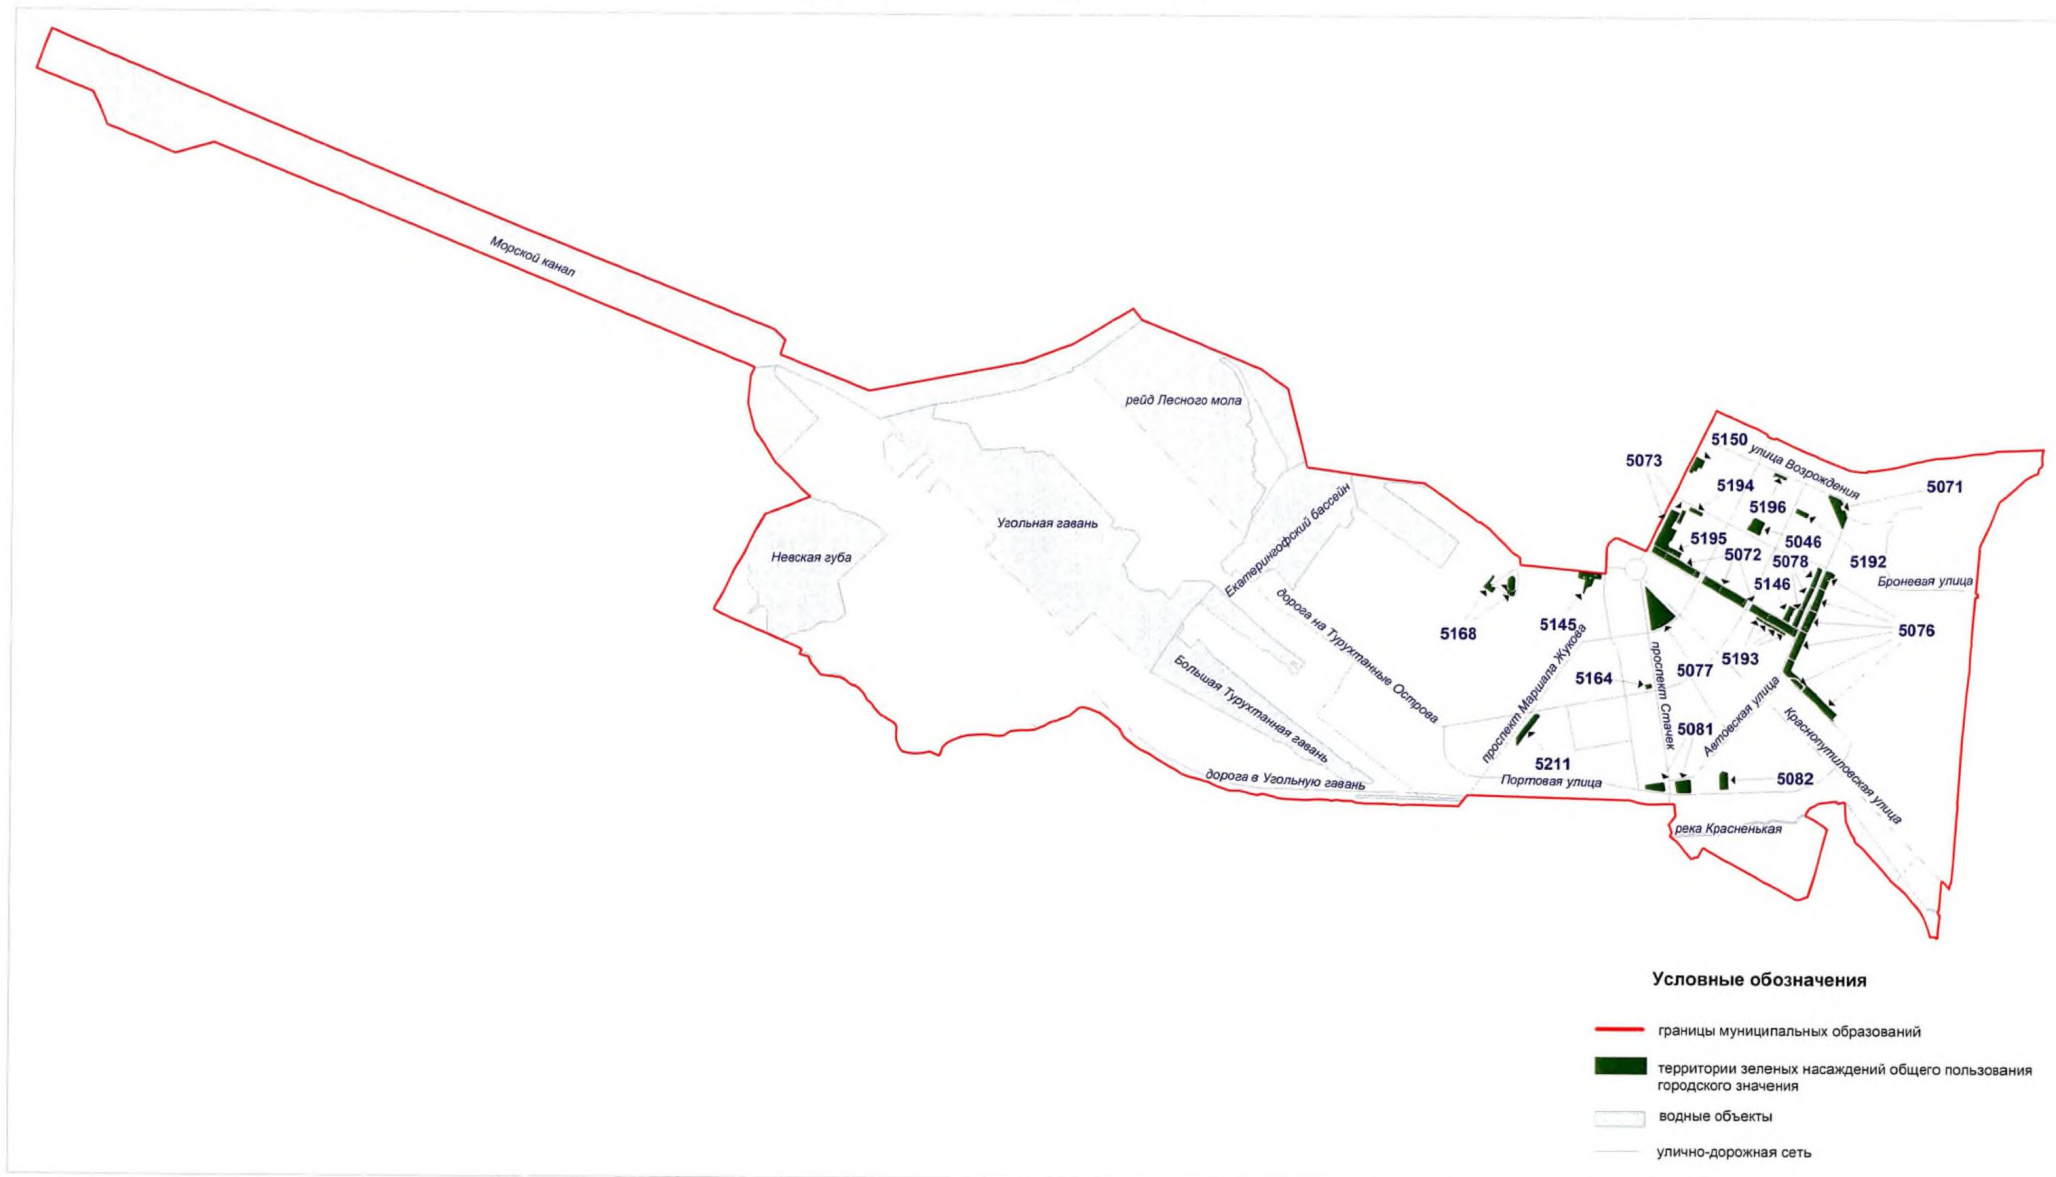 Морской канал
рейд Лесного мола
Угольная гавань
Невская губа
Екатерингофский бассейн
дорога на Турухтанные Острова
Большая Турухтанная гавань
дорога в Угольную гавань
5150
улица Возрождения
5073
5194
5071
5196
5195
5046
5072
5078
5192
5146
Броневая улица
5168
5145
5076
проспект Маршала Жукова
5193
5164
5077
проспект Стачек
5081
Автовская улица
Краснопутиловская улица
5211
Портовая улица
5082
река Красненькая
Условные обозначения
границы муниципальных образований
территории зеленых насаждений общего пользования
городского значения
водные объекты
улично-дорожная сеть